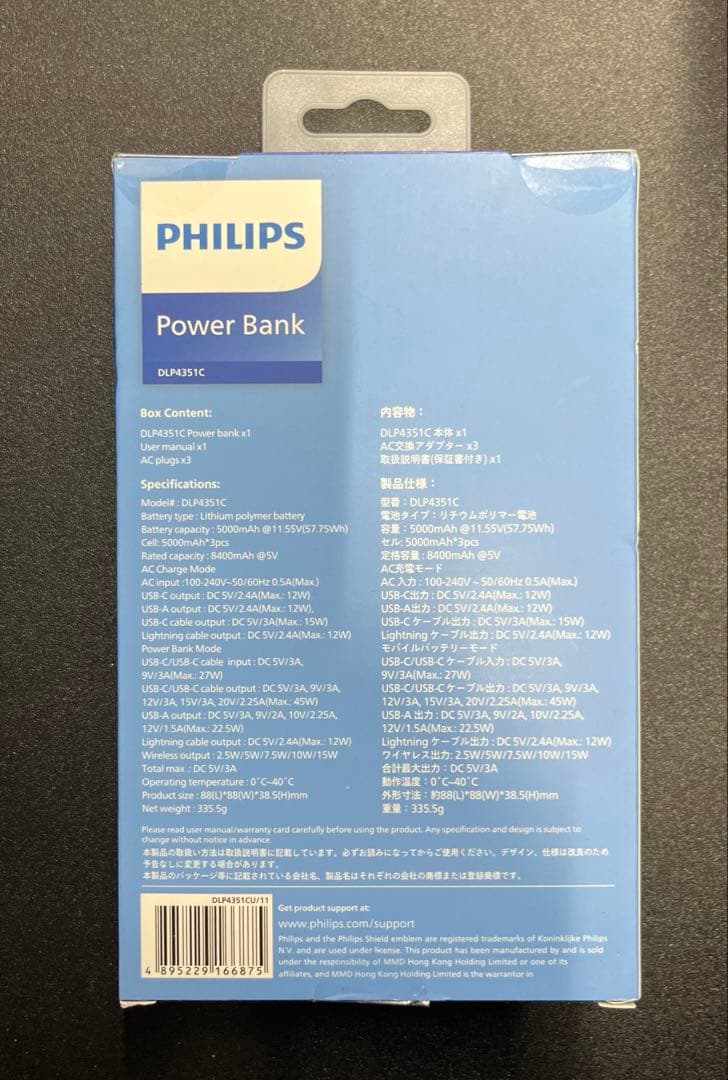 PHILIPS
Power Bank
DLP4351C
Box Content:
DLP4351C Power bank x1
User manual x1
AC plugs x3
Specifications:
Model# : DLP4351C
Battery type : Lithium polymer battery
Battery capacity : 5000mAh @11.55V(57.75Wh)
Cell: 5000mAh*3pcs
Rated capacity : 8400mAh @5V
AC Charge Mode
AC input :100-240V~50/60Hz 0.5A(Max.)
USB-C output : DC 5V/2.4A(Max.: 12W)
USB-A output : DC 5V/2.4A(Max.: 12W),
USB-C cable output : DC 5V/3A(Max.: 15W)
Lightning cable output : DC 5V/2.4A(Max.: 12W)
Power Bank Mode
USB-C/USB-C cable input : DC 5V/3A,
9V/3A(Max.: 27W)
USB-C/USB-C cable output : DC 5V/3A, 9V/3A,
12V/3A, 15V/3A, 20V/2.25A(Max.: 45W)
USB-A output : DC 5V/3A, 9V/2A, 10V/2.25A,
12V/1.5A(Max.: 22.5W)
Lightning cable output : DC 5V/2.4A(Max.: 12W)
Wireless output : 2.5W/5W/7.5W/10W/15W
Total max .: DC 5V/3A
Operating temperature : 0˚C~40˚C
Product size : 88(L)*88(W)*38.5(H)mm
Net weight : 335.5g
内容物：
DLP4351C 本体 x1
AC交換アダプター x3
取扱説明書(保証書付き) x1
製品仕様：
型番：DLP4351C
電池タイプ：リチウムポリマー電池
容量：5000mAh @11.55V(57.75Wh)
セル: 5000mAh*3pcs
定格容量：8400mAh @5V
AC充電モード
AC 入力 : 100-240V ~ 50/60Hz 0.5A(Max.)
USB-C出力 : DC 5V/2.4A(Max.: 12W)
USB-A出力 : DC 5V/2.4A(Max.: 12W)
USB-C ケーブル出力 : DC 5V/3A(Max.: 15W)
Lightning ケーブル出力 : DC 5V/2.4A(Max.: 12W)
モバイルバッテリーモード
USB-C/USB-C ケーブル入力 : DC 5V/3A,
9V/3A(Max.: 27W)
USB-C/USB-C ケーブル出力 : DC 5V/3A, 9V/3A,
12V/3A, 15V/3A, 20V/2.25A(Max.: 45W)
USB-A 出力 : DC 5V/3A, 9V/2A, 10V/2.25A,
12V/1.5A(Max.: 22.5W)
Lightning ケーブル出力 : DC 5V/2.4A(Max.: 12W)
ワイヤレス出力：2.5W/5W/7.5W/10W/15W
合計最大出力：DC 5V/3A
動作温度：0˚C~40˚C
外形寸法：約88(L)*88(W)*38.5(H)mm
重量：335.5g
Please read user manual/warranty card carefully before using the product. Any specification and design is subject to
change without notice in advance.
本製品の取扱い方法は取扱説明書に記載しています。必ずお読みになってからご使用ください。デザイン、仕様は改良のため
予告なしに変更する場合があります。
本製品のパッケージ等に記載されている会社名、製品名はそれぞれの会社の商標または登録商標です。
DLP4351CU/11
4 895229 166875
Get product support at:
www.philips.com/support
Philips and the Philips Shield emblem are registered trademarks of Koninklijke Philips
N.V. and are used under license. This product has been manufactured by and is sold
under the responsibility of MMD Hong Kong Holding Limited or one of its
affiliates, and MMD Hong Kong Holding Limited is the warrantor in